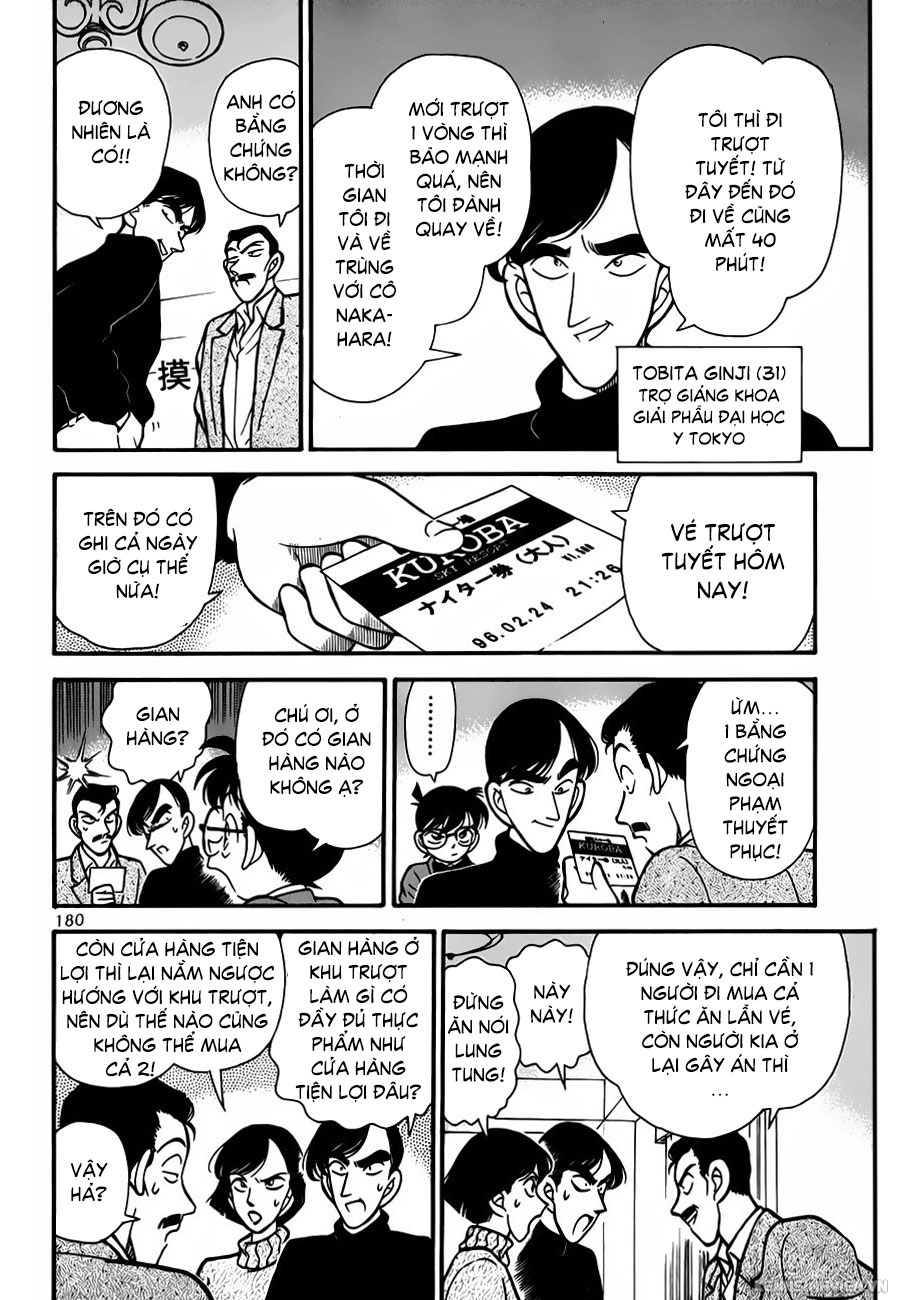 TÔI THÌ ĐI
TRƯỢT
TUYẾT! TỪ
ĐÂY ĐẾN ĐÓ
ĐI VỀ CŨNG
MẤT 40
PHÚT!
MỚI TRƯỢT
1 VÒNG THÌ
BÃO MẠNH
QUÁ, NÊN
TÔI ĐÀNH
QUAY VỀ!
THỜI
GIAN
TÔI ĐI
VÀ VỀ
TRÙNG
VỚI CÔ
NAKA-
HARA!
TOBITA GINJI (31)
TRỢ GIẢNG KHOA
GIẢI PHẪU ĐẠI HỌC
Y TOKYO
ANH CÓ
BẰNG
CHỨNG
KHÔNG?
ĐƯƠNG
NHIÊN LÀ
CÓ!!
摸
VÉ TRƯỢT
TUYẾT HÔM
NAY!
KUROBA
SKI RESORT
ナイター券(大人)
96.02.24 21:26
TRÊN ĐÓ CÓ
GHI CẢ NGÀY
GIỜ CỤ THỂ
NỮA!
ỪM...
1 BẰNG
CHỨNG
NGOẠI
PHẠM
THUYẾT
PHỤC!
KUROBA
.........
CHÚ ƠI, Ở
ĐÓ CÓ GIAN
HÀNG NÀO
KHÔNG Ạ?
GIAN
HÀNG?
180
ĐÚNG VẬY, CHỈ CẦN 1
NGƯỜI ĐI MUA CẢ
THỨC ĂN LẪN VÉ,
CÒN NGƯỜI KIA Ở
LẠI GÂY ÁN THÌ
...
NÀY
NÀY!
ĐỪNG
ĂN NÓI
LUNG
TUNG!
GIAN HÀNG Ở
KHU TRƯỢT
LÀM GÌ CÓ
ĐẦY ĐỦ THỰC
PHẨM NHƯ
CỬA HÀNG
TIỆN LỢI ĐÂU?
CÒN CỬA HÀNG TIỆN
LỢI THÌ LẠI NẰM NGƯỢC
HƯỚNG VỚI KHU TRƯỢT,
NÊN DÙ THẾ NÀO CŨNG
KHÔNG THỂ MUA
CẢ 2!
VẬY
HẢ?